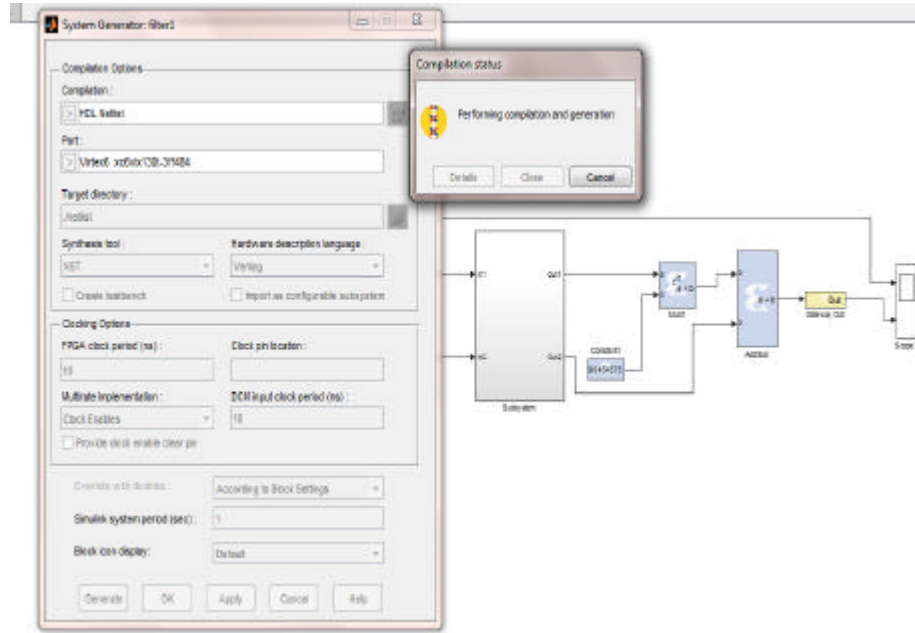 System Generator: filter1
Compilation Options
Compilation :
> HDL Netlist
Part :
> Virtex6
Target directory :
./netlist
Synthesis tool :
Hardware description language :
XST
Verilog
Create testbench
Import as configurable subsystem
Clocking Options
FPGA clock period (ns) :
Clock pin location :
10
Multirate implementation :
DCM input clock period (ns) :
Clock Enables
10
Provide clock enable clear pin
Override with doubles :
According to Block Settings
Simulink system period (sec) :
1
Block icon display:
Default
Generate
OK
Apply
Cancel
Help
Compilation status
Performing compilation and generation
Details
Close
Cancel
Out1
Out2
Subsystem
Constant
Mult
a + b
AddSub
Out
Gateway Out
Scope